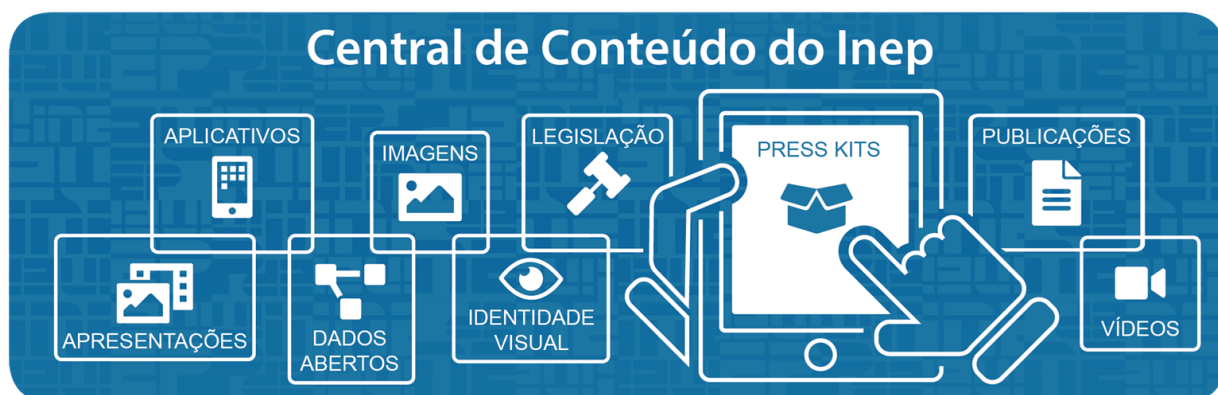 Central de Conteúdo do Inep
APLICATIVOS
IMAGENS
LEGISLAÇÃO
PRESS KITS
PUBLICAÇÕES
APRESENTAÇÕES
DADOS
ABERTOS
IDENTIDADE
VISUAL
VÍDEOS